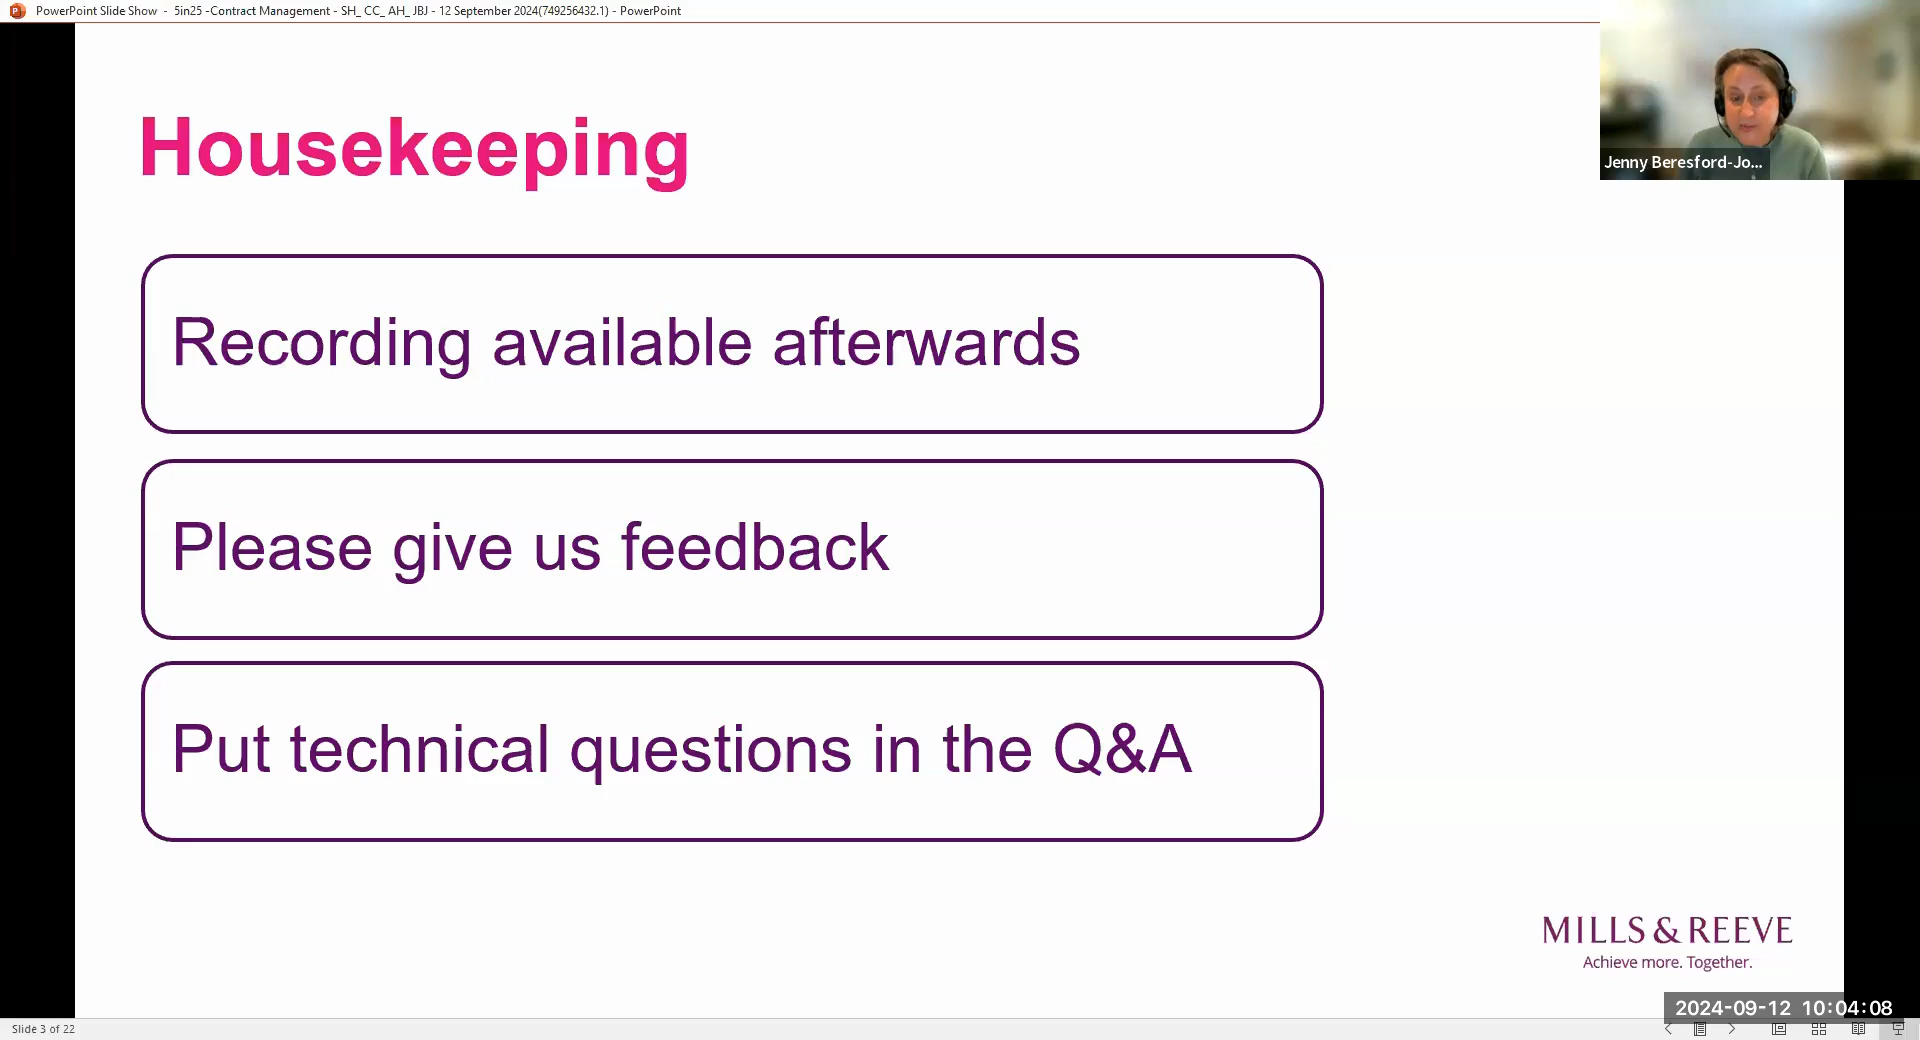 PowerPoint Slide Show - 5in25 -Contract Management - SH_ CC_ AH_ JBJ - 12 September 2024(749256432.1) - PowerPoint
Jenny Beresford-Jo...
Housekeeping
Recording available afterwards
Please give us feedback
Put technical questions in the Q&A
MILLS & REEVE
Achieve more. Together.
2024-09-12 10:04:08
Slide 3 of 22